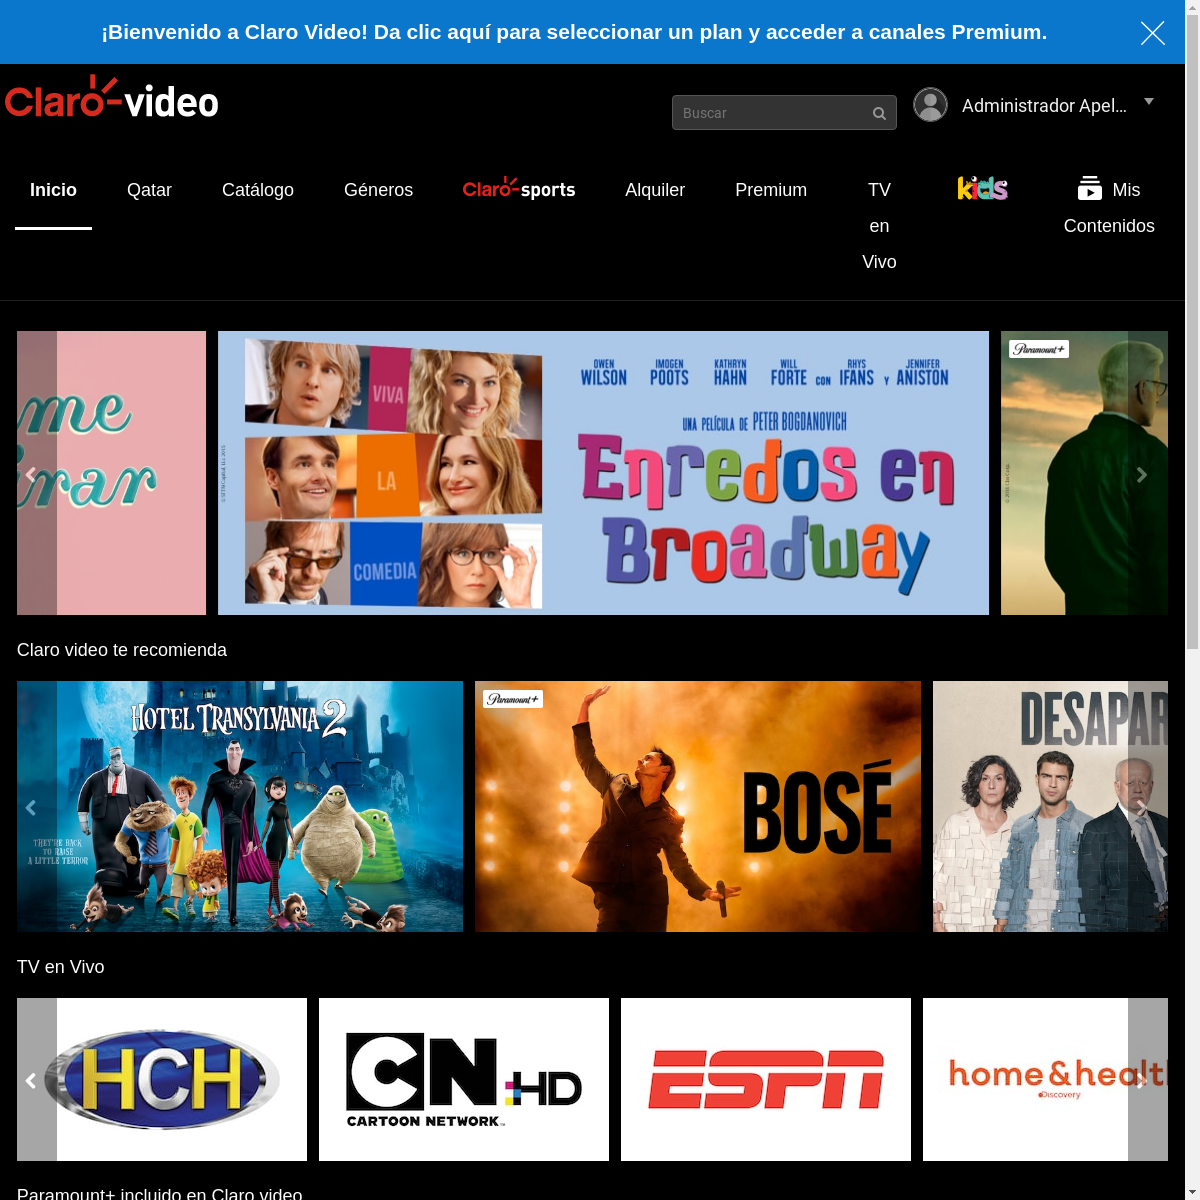 ¡Bienvenido a Claro Video! Da clic aquí para seleccionar un plan y acceder a canales Premium.
Claro-video
Buscar
Administrador Apel...
Inicio
Qatar
Catálogo
Géneros
Claro-sports
Alquiler
Premium
TV
en
Vivo
kids
Mis
Contenidos
me
rar
VIVA
LA
COMEDIA
OWEN WILSON
IMOGEN POOTS
KATHRYN HAHN
WILL FORTE
CON
RHYS IFANS
Y
JENNIFER ANISTON
UNA PELÍCULA DE PETER BOGDANOVICH
Enredos en
Broadway
Paramount+
Claro video te recomienda
HOTEL TRANSYLVANIA 2
THEY'RE BACK
TO RAISE
A LITTLE TERROR
Paramount+
BOSÉ
DESAPAR
TV en Vivo
HCH
CN HD
CARTOON NETWORK
ESPN
home & healt
Discovery
Paramount+ incluido en Claro video